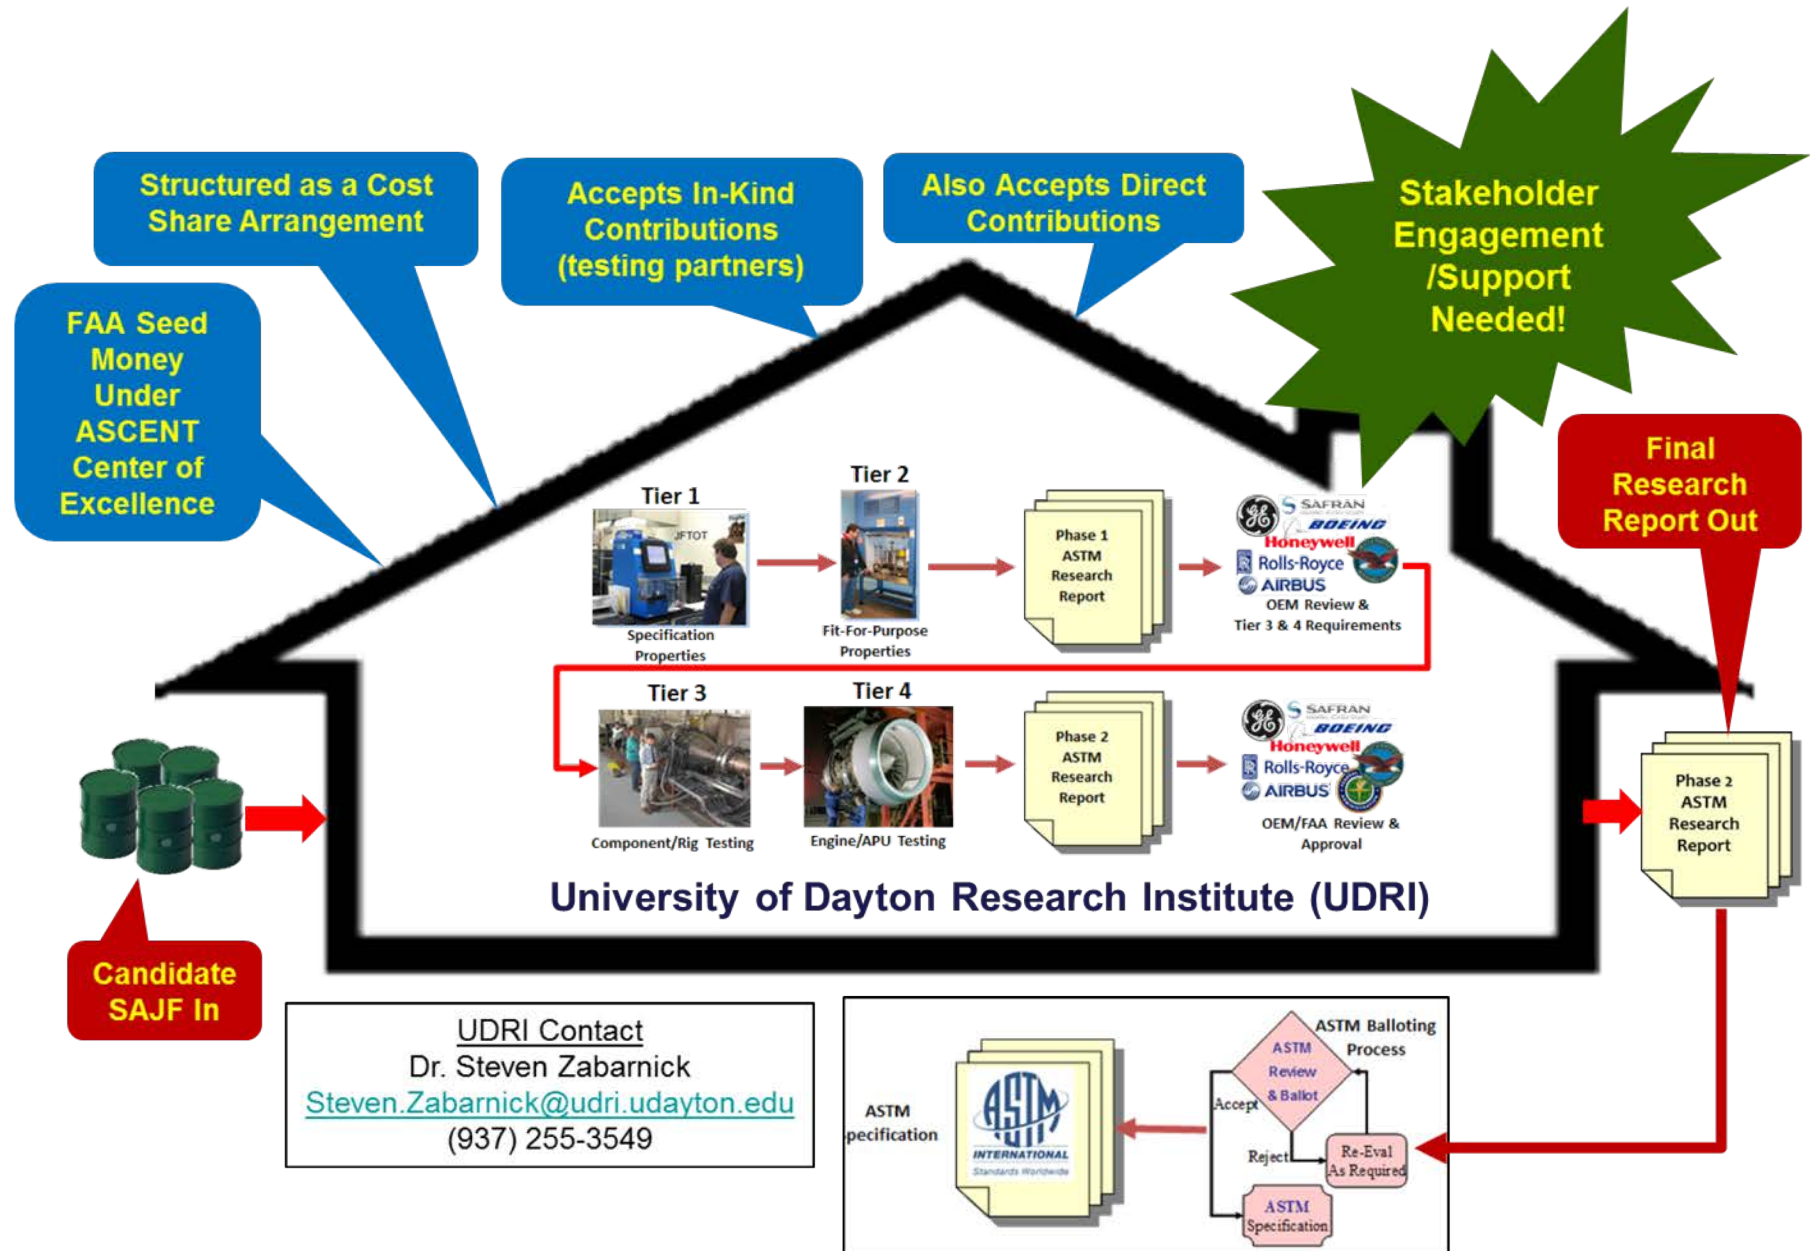 Structured as a Cost
Share Arrangement
Accepts In-Kind
Contributions
(testing partners)
Also Accepts Direct
Contributions
Stakeholder
Engagement
/Support
Needed!
FAA Seed
Money
Under
ASCENT
Center of
Excellence
Final
Research
Report Out
Tier 1
JFTOT
Specification
Properties
Tier 2
Fit-For-Purpose
Properties
Phase 1
ASTM
Research
Report
GE
SAFRAN
BOEING
Honeywell
Rolls-Royce
AIRBUS
OEM Review &
Tier 3 & 4 Requirements
Tier 3
Component/Rig Testing
Tier 4
Engine/APU Testing
Phase 2
ASTM
Research
Report
GE
SAFRAN
BOEING
Honeywell
Rolls-Royce
AIRBUS
OEM/FAA Review &
Approval
Phase 2
ASTM
Research
Report
University of Dayton Research Institute (UDRI)
Candidate
SAJF In
UDRI Contact
Dr. Steven Zabarnick
Steven.Zabarnick@udri.udayton.edu
(937) 255-3549
ASTM
pecification
ASTM
INTERNATIONAL
Standards Worldwide
ASTM Balloting
Process
ASTM
Review
& Ballot
Accept
Reject
Re-Eval
As Required
ASTM
Specification